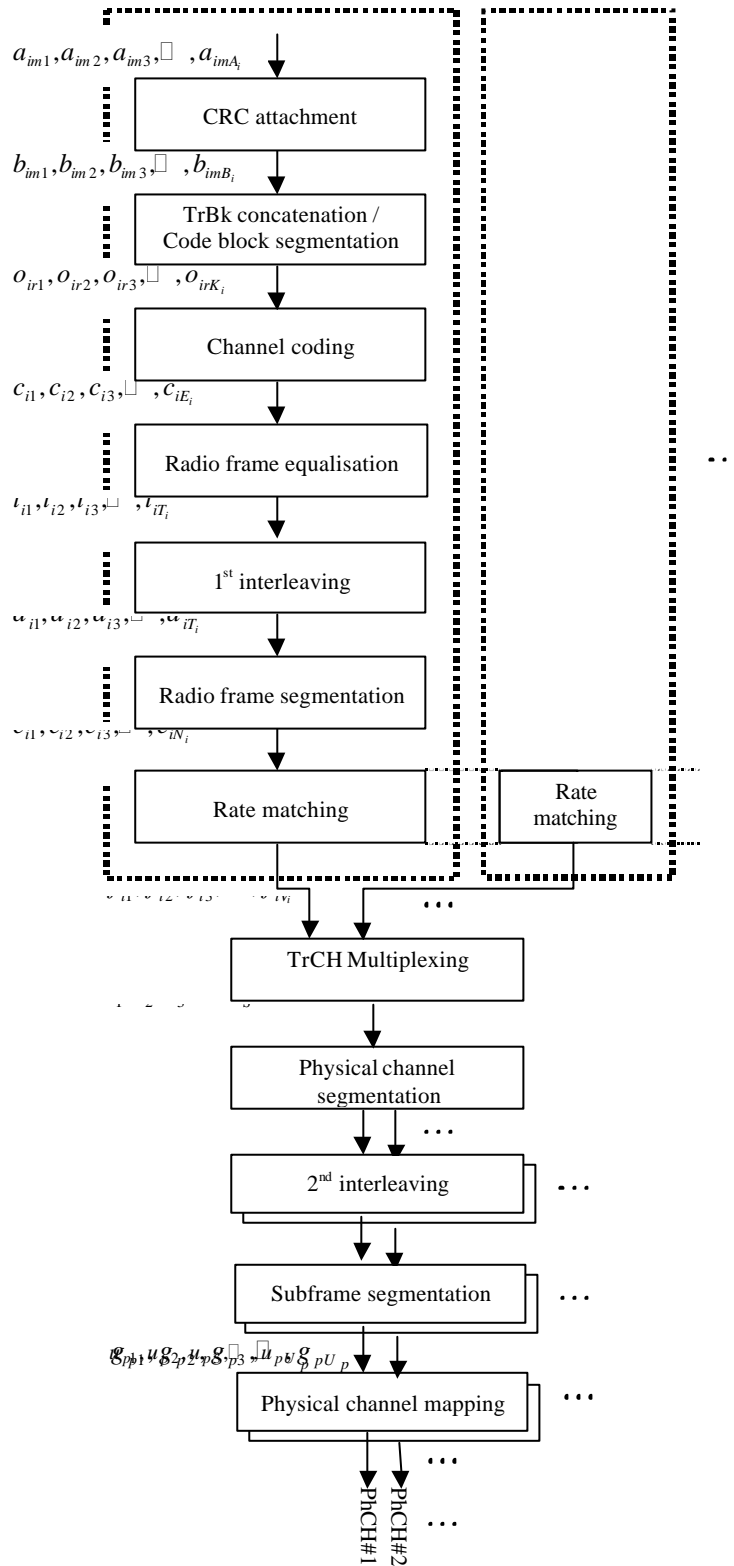 a_im1, a_im2, a_im3, □ , a_imA_i
CRC attachment
b_im1, b_im2, b_im3, □ , b_imB_i
TrBk concatenation /
Code block segmentation
o_ir1, o_ir2, o_ir3, □ , o_irK_i
Channel coding
c_i1, c_i2, c_i3, □ , c_iE_i
Radio frame equalisation
1st interleaving
Radio frame segmentation
Rate matching
Rate
matching
TrCH Multiplexing
Physical channel
segmentation
2nd interleaving
Subframe segmentation
Physical channel mapping
PhCH#1
PhCH#2